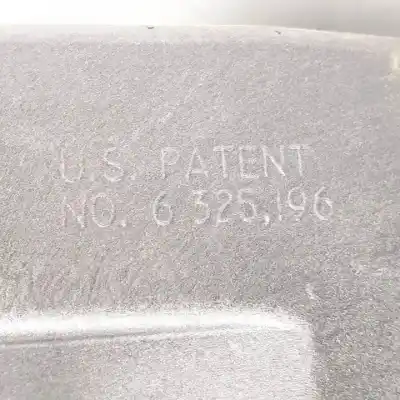 U.S. PATENT
NO. 6 325,196